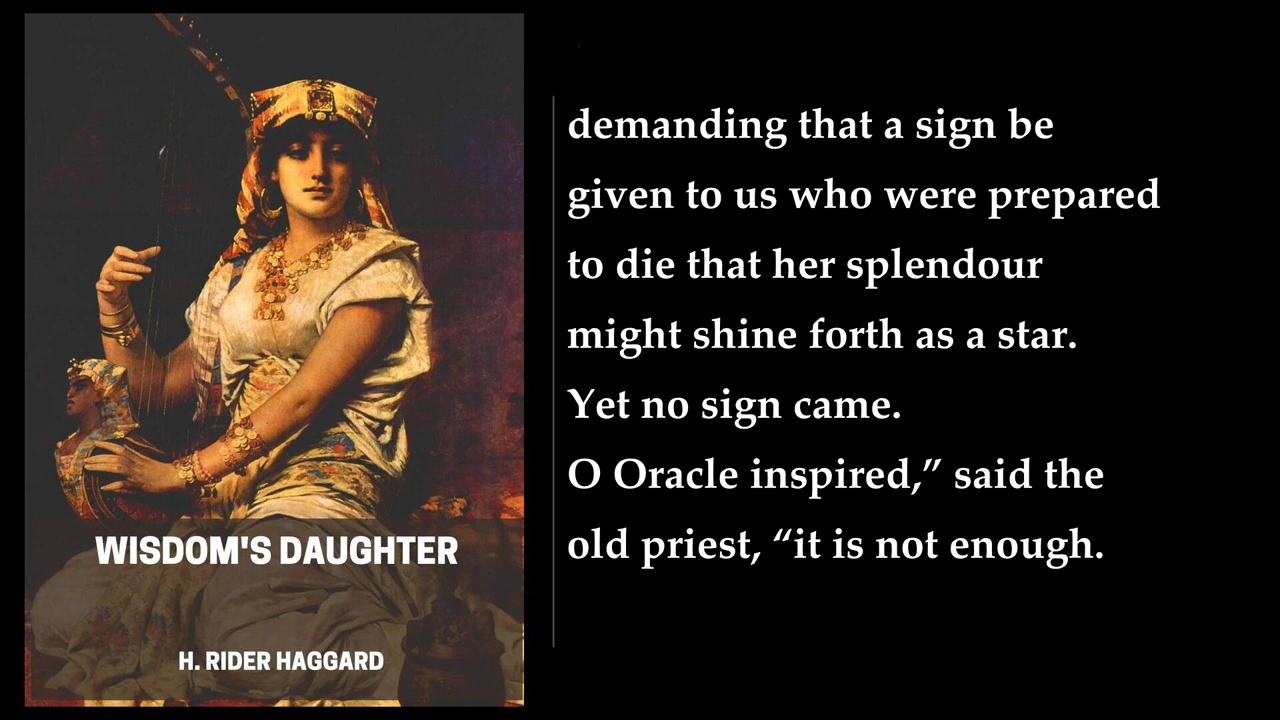 WISDOM'S DAUGHTER
H. RIDER HAGGARD
demanding that a sign be
given to us who were prepared
to die that her splendour
might shine forth as a star.
Yet no sign came.
O Oracle inspired,” said the
old priest, “it is not enough.